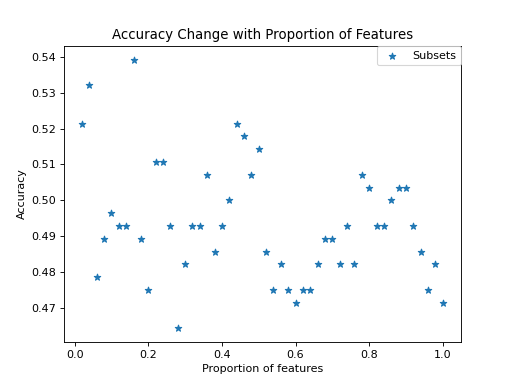 Accuracy Change with Proportion of Features
Subsets
0.54
0.53
0.52
0.51
0.50
0.49
0.48
0.47
Accuracy
0.0 0.2 0.4 0.6 0.8 1.0
Proportion of features